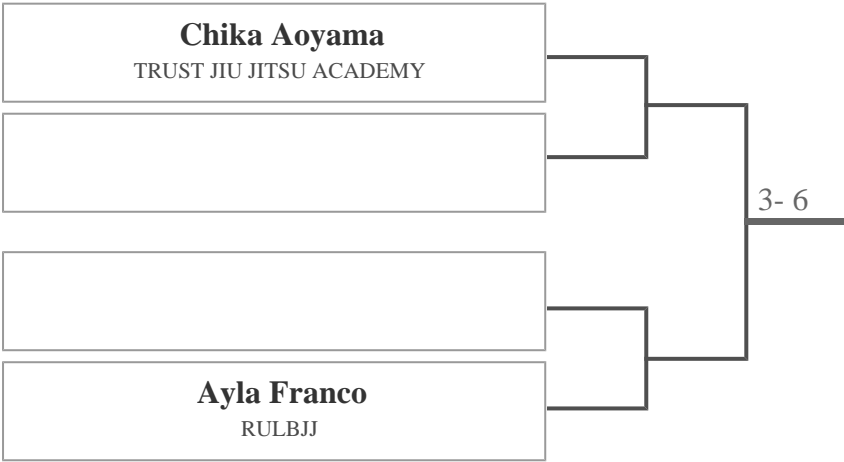 Chika Aoyama
TRUST JIU JITSU ACADEMY
3- 6
Ayla Franco
RULBJJ